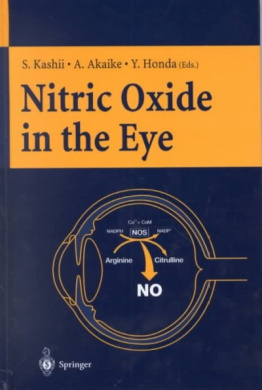 S. Kashii • A. Akaike • Y. Honda (Eds.)
Nitric Oxide
in the Eye
Ca²⁺ CaM
NADPH NOS NADP⁺
Arginine Citrulline
NO
Springer